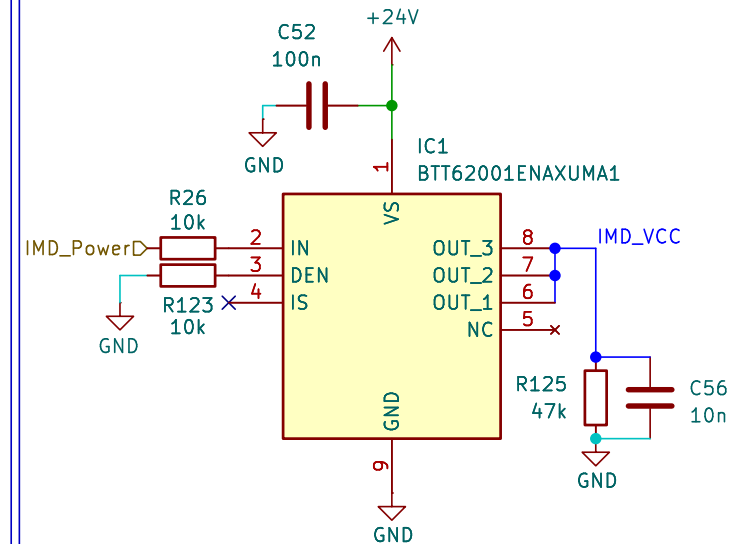 +24V
C52
100n
GND
IC1
BTT62001ENAXUMA1
1
VS
R26
10k
IMD_Power
2
IN
3
DEN
4
IS
R123
10k
GND
OUT_3
8
IMD_VCC
OUT_2
7
OUT_1
6
NC
5
R125
47k
C56
10n
GND
GND
9
GND